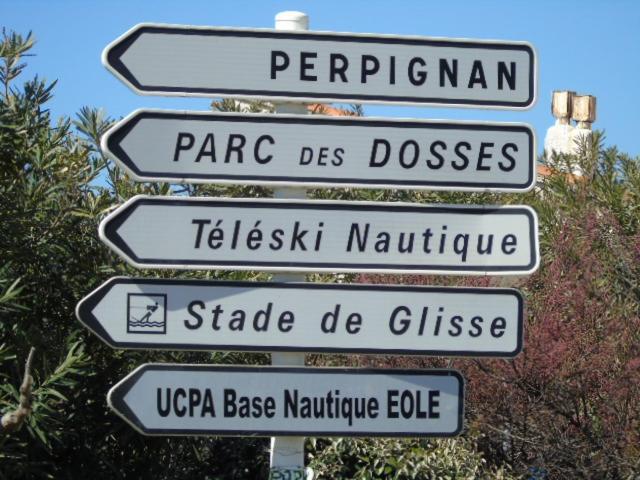 PERPIGNAN
PARC DES DOSSES
Téléski Nautique
Stade de Glisse
UCPA Base Nautique EOLE